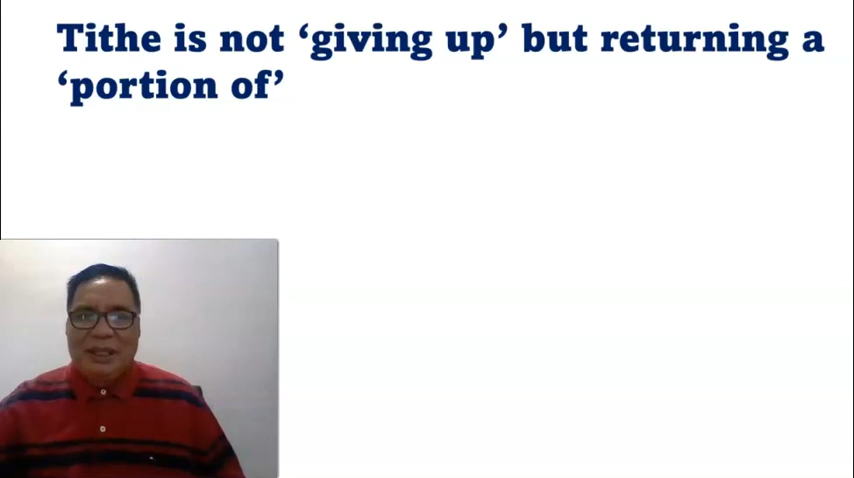 Tithe is not ‘giving up’ but returning a
‘portion of’